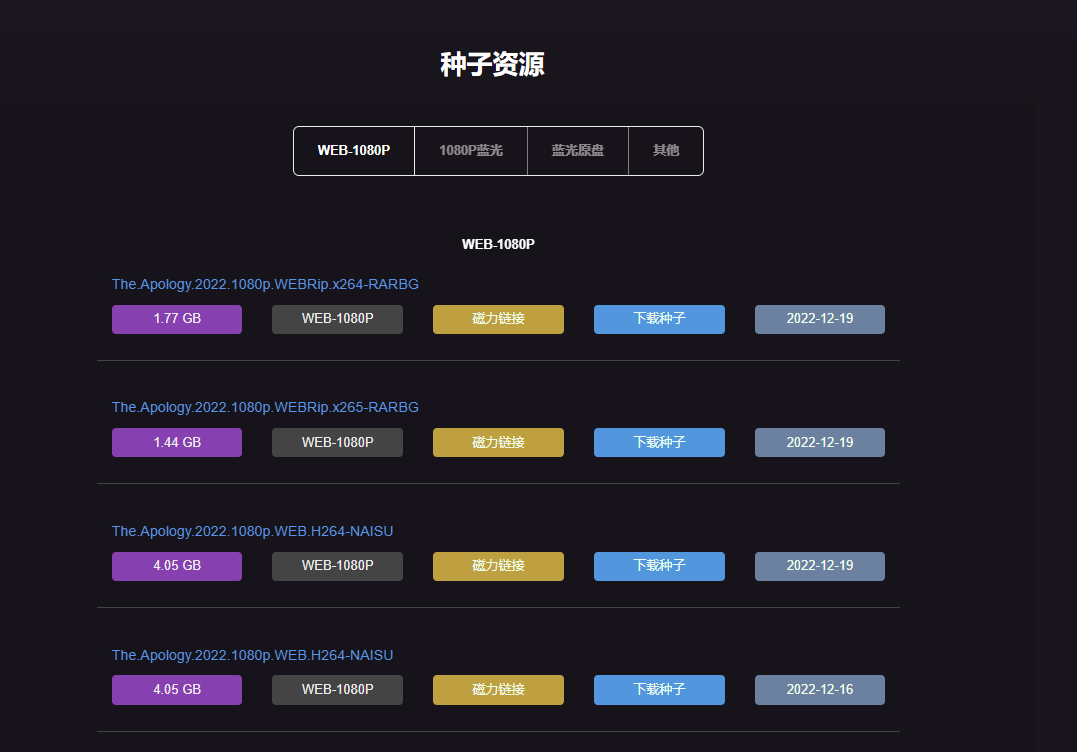 种子资源
WEB-1080P 1080P蓝光 蓝光原盘 其他
WEB-1080P
The.Apology.2022.1080p.WEBRip.x264-RARBG
1.77 GB WEB-1080P 磁力链接 下载种子 2022-12-19
The.Apology.2022.1080p.WEBRip.x265-RARBG
1.44 GB WEB-1080P 磁力链接 下载种子 2022-12-19
The.Apology.2022.1080p.WEB.H264-NAISU
4.05 GB WEB-1080P 磁力链接 下载种子 2022-12-19
The.Apology.2022.1080p.WEB.H264-NAISU
4.05 GB WEB-1080P 磁力链接 下载种子 2022-12-16